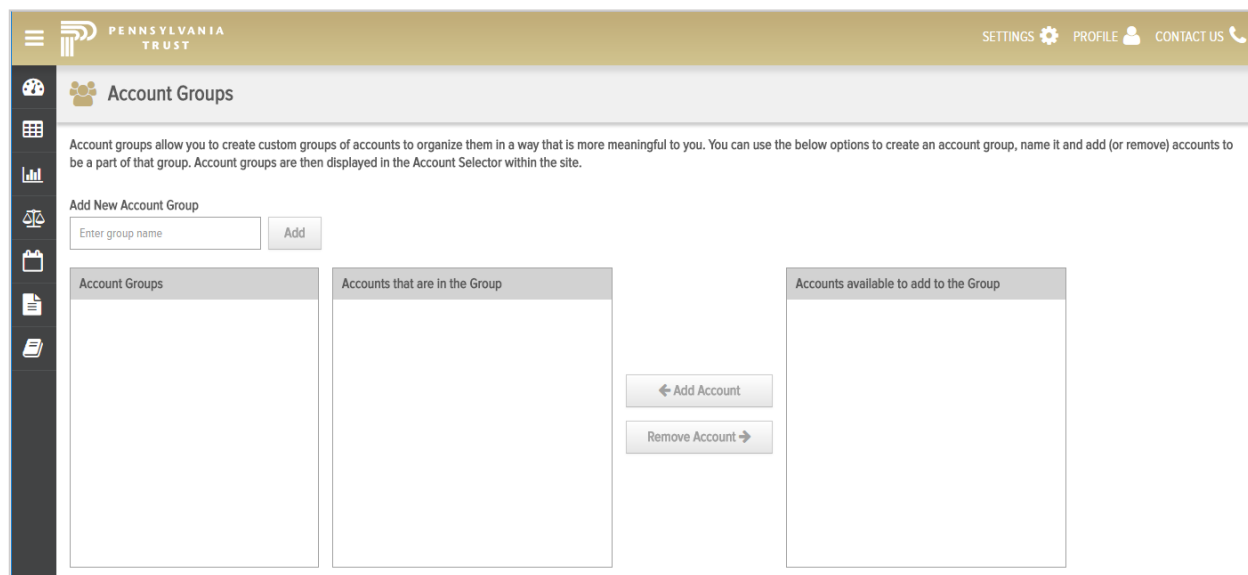 PENNSYLVANIA
TRUST
SETTINGS
PROFILE
CONTACT US
Account Groups
Account groups allow you to create custom groups of accounts to organize them in a way that is more meaningful to you. You can use the below options to create an account group, name it and add (or remove) accounts to
be a part of that group. Account groups are then displayed in the Account Selector within the site.
Add New Account Group
Enter group name
Add
Account Groups
Accounts that are in the Group
Accounts available to add to the Group
Add Account
Remove Account